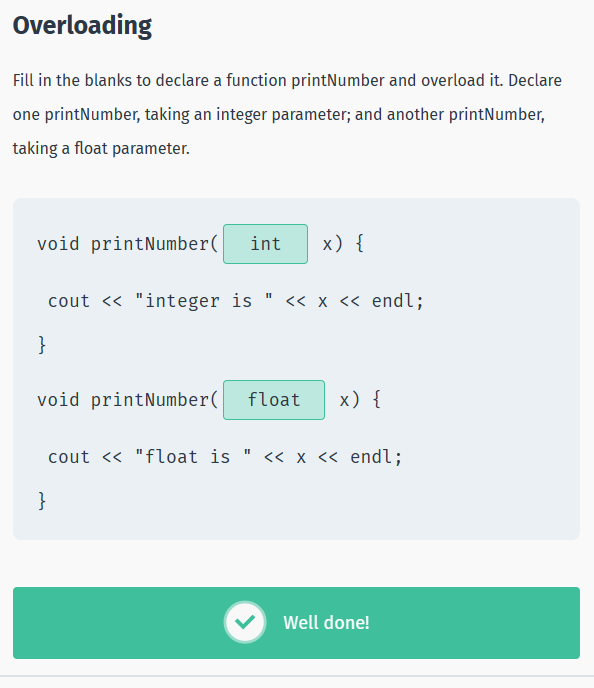 Overloading
Fill in the blanks to declare a function printNumber and overload it. Declare
one printNumber, taking an integer parameter; and another printNumber,
taking a float parameter.
void printNumber( int x) {
cout << "integer is " << x << endl;
}
void printNumber( float x) {
cout << "float is " << x << endl;
}
Well done!